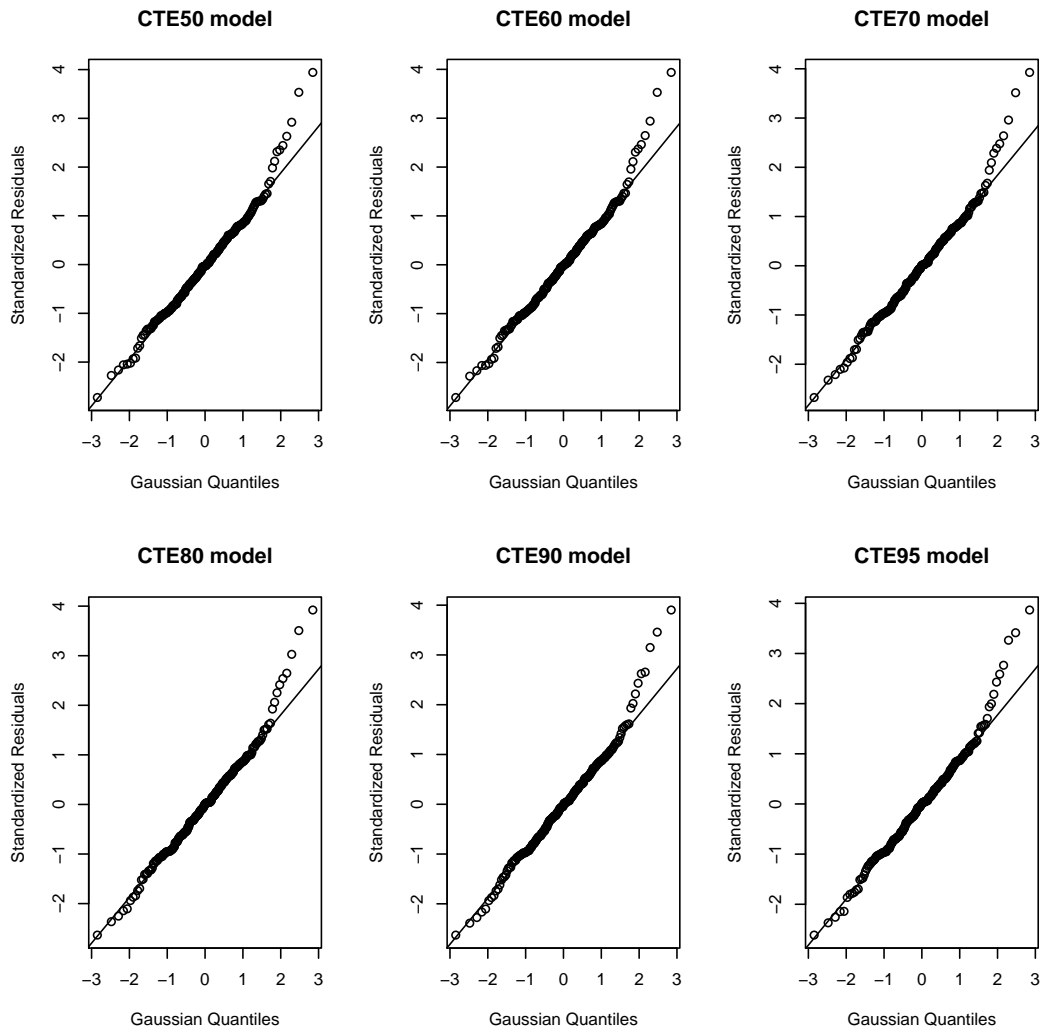 CTE50 model
CTE60 model
CTE70 model
Standardized Residuals
4
3
2
1
0
−1
−2
−3 −2 −1 0 1 2 3
Gaussian Quantiles
Standardized Residuals
4
3
2
1
0
−1
−2
−3 −2 −1 0 1 2 3
Gaussian Quantiles
Standardized Residuals
4
3
2
1
0
−1
−2
−3 −2 −1 0 1 2 3
Gaussian Quantiles
CTE80 model
CTE90 model
CTE95 model
Standardized Residuals
4
3
2
1
0
−1
−2
−3 −2 −1 0 1 2 3
Gaussian Quantiles
Standardized Residuals
4
3
2
1
0
−1
−2
−3 −2 −1 0 1 2 3
Gaussian Quantiles
Standardized Residuals
4
3
2
1
0
−1
−2
−3 −2 −1 0 1 2 3
Gaussian Quantiles